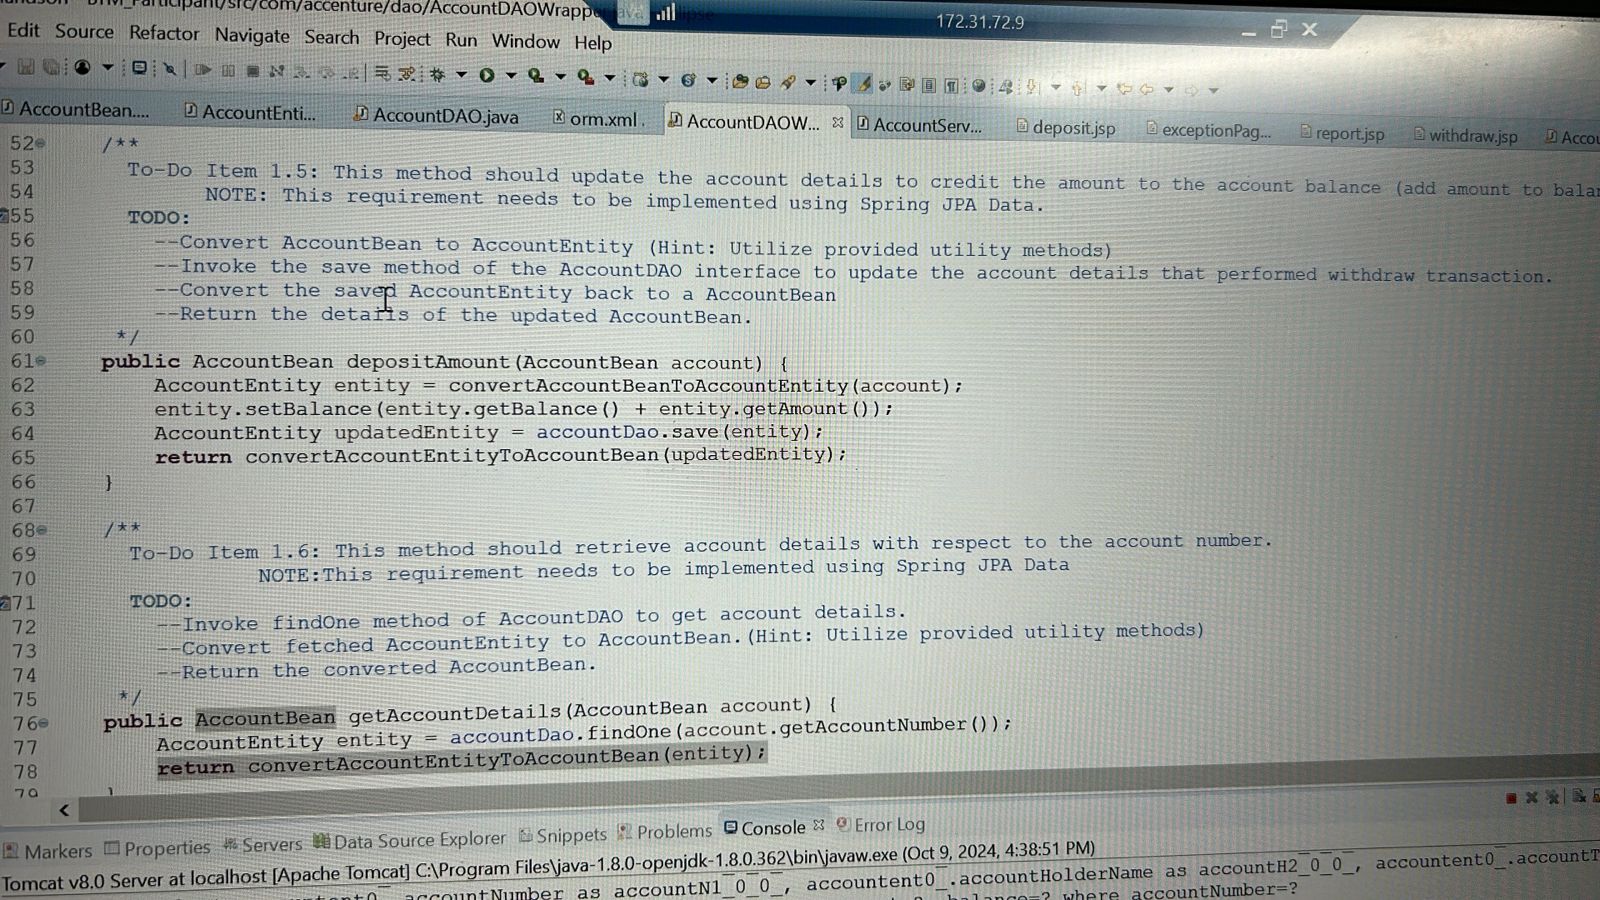 Participant/src/com/accenture/dao/AccountDAOWrapper.java
172.31.72.9
Edit Source Refactor Navigate Search Project Run Window Help
AccountBean.... AccountEnti... AccountDAO.java orm.xml AccountDAOW... AccountServ... deposit.jsp exceptionPag... report.jsp withdraw.jsp Accou
52 /**
53 To-Do Item 1.5: This method should update the account details to credit the amount to the account balance (add amount to balan
54 NOTE: This requirement needs to be implemented using Spring JPA Data.
55 TODO:
56 --Convert AccountBean to AccountEntity (Hint: Utilize provided utility methods)
57 --Invoke the save method of the AccountDAO interface to update the account details that performed withdraw transaction.
58 --Convert the saved AccountEntity back to a AccountBean
59 --Return the details of the updated AccountBean.
60 */
61 public AccountBean depositAmount(AccountBean account) {
62 AccountEntity entity = convertAccountBeanToAccountEntity(account);
63 entity.setBalance(entity.getBalance() + entity.getAmount());
64 AccountEntity updatedEntity = accountDao.save(entity);
65 return convertAccountEntityToAccountBean(updatedEntity);
66 }
67
68 /**
69 To-Do Item 1.6: This method should retrieve account details with respect to the account number.
70 NOTE:This requirement needs to be implemented using Spring JPA Data
71 TODO:
72 --Invoke findOne method of AccountDAO to get account details.
73 --Convert fetched AccountEntity to AccountBean.(Hint: Utilize provided utility methods)
74 --Return the converted AccountBean.
75 */
76 public AccountBean getAccountDetails(AccountBean account) {
77 AccountEntity entity = accountDao.findOne(account.getAccountNumber());
78 return convertAccountEntityToAccountBean(entity);
79
Markers Properties Servers Data Source Explorer Snippets Problems Console Error Log
Tomcat v8.0 Server at localhost [Apache Tomcat] C:\Program Files\java-1.8.0-openjdk-1.8.0.362\bin\javaw.exe (Oct 9, 2024, 4:38:51 PM)
accountNumber as accountN1_0_0_, accountent0_.accountHolderName as accountH2_0_0_, accountent0_.accountT
where accountNumber=?